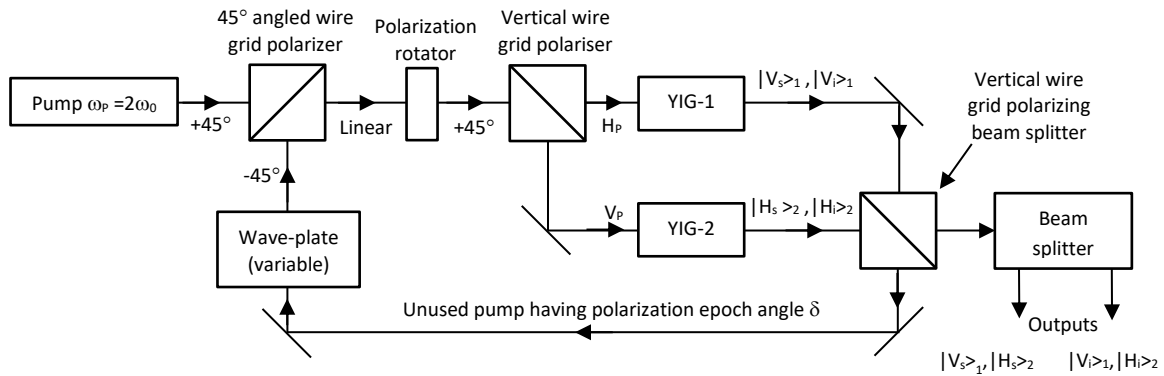 45° angled wire
grid polarizer
Polarization
rotator
Vertical wire
grid polariser
|Vs>1 ,|Vi>1
Vertical wire
grid polarizing
beam splitter
Pump ωP =2ω0
+45°
Linear
+45°
HP
YIG-1
-45°
VP
YIG-2
|Hs>2 ,|Hi>2
Beam
splitter
Wave-plate
(variable)
Unused pump having polarization epoch angle δ
Outputs
|Vs>1,|Hs>2
|Vi>1,|Hi>2